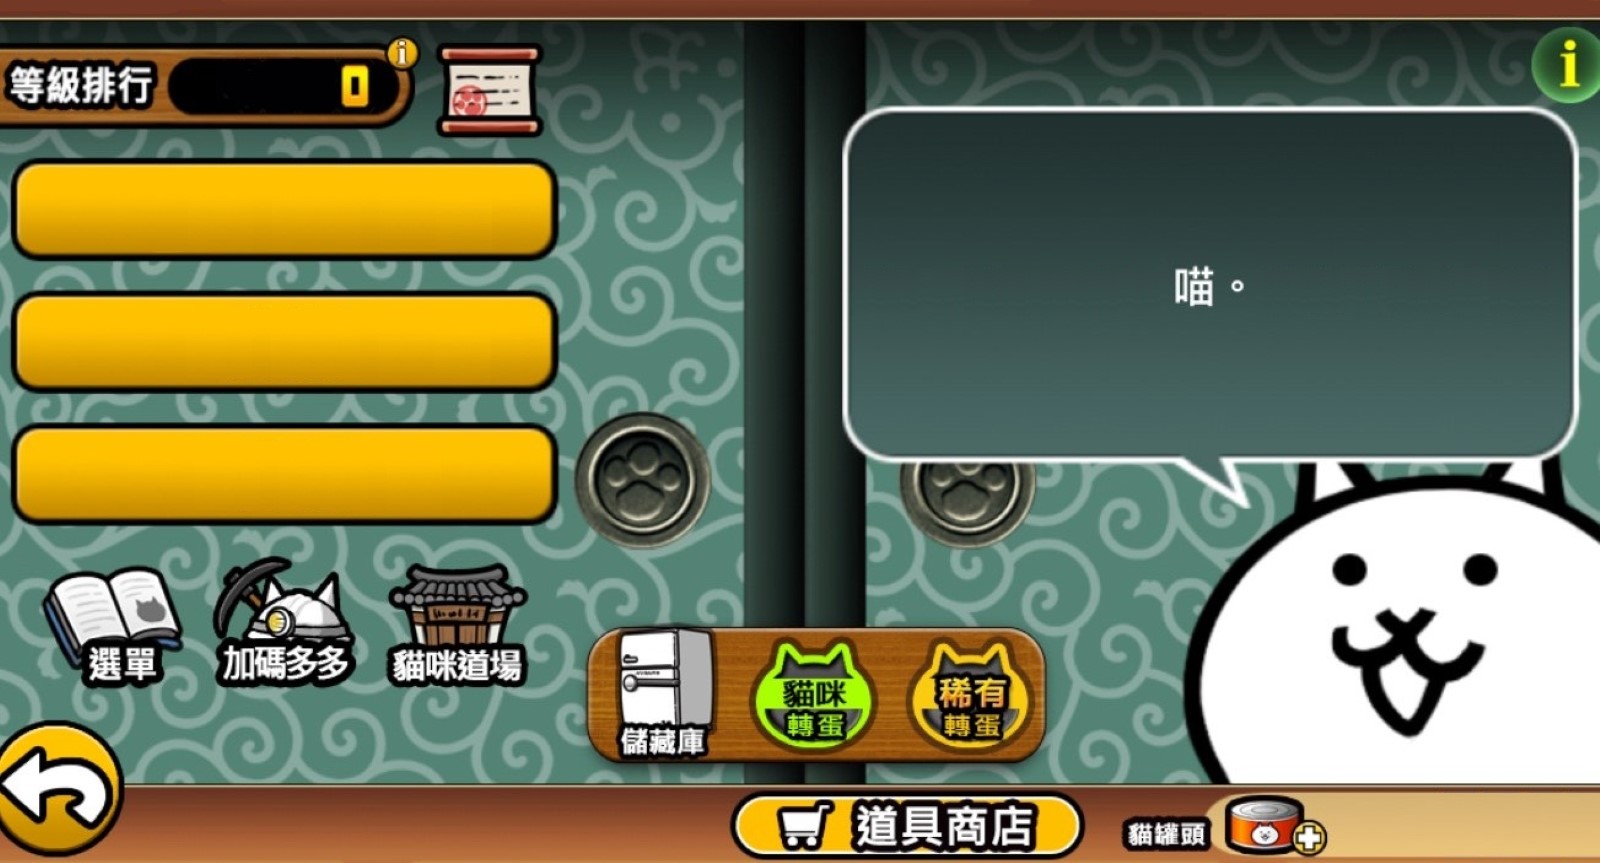 等級排行 0
喵。
選單
加碼多多
貓咪道場
儲藏庫
貓咪
轉蛋
稀有
轉蛋
道具商店
貓罐頭